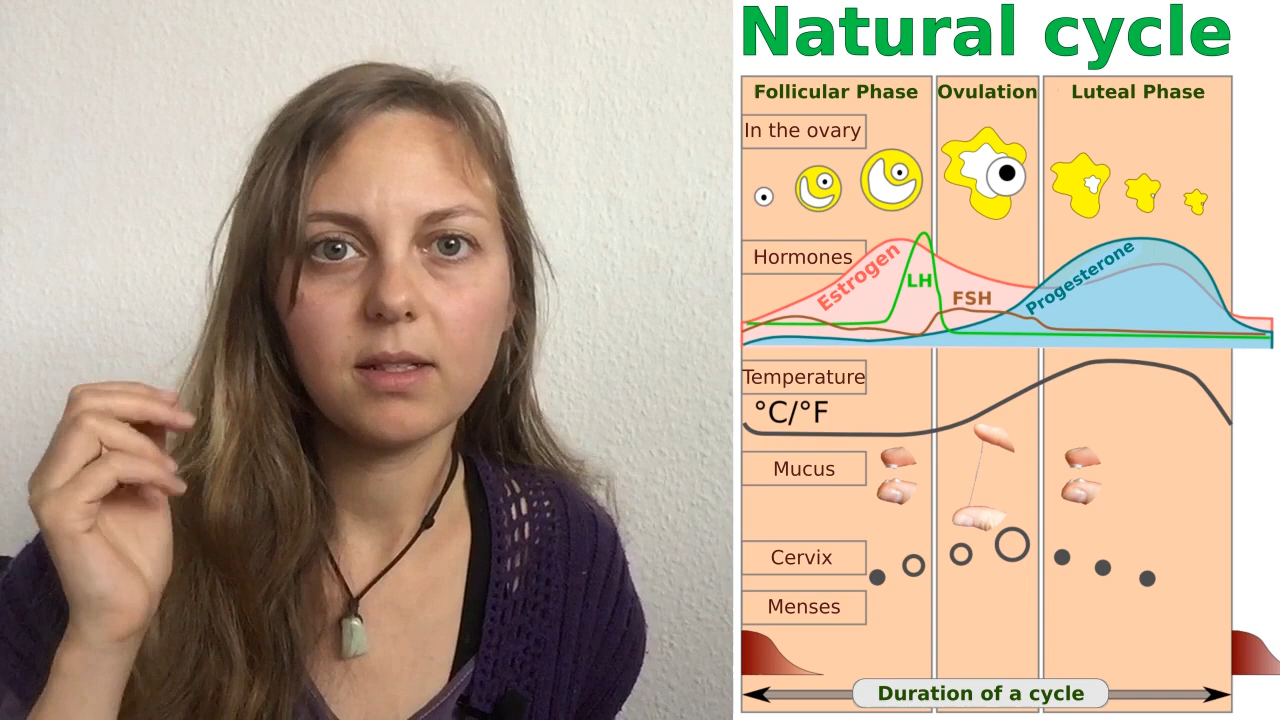 Natural cycle
Follicular Phase
Ovulation
Luteal Phase
In the ovary
Hormones
Estrogen
LH
FSH
Progesterone
Temperature
°C/°F
Mucus
Cervix
Menses
Duration of a cycle